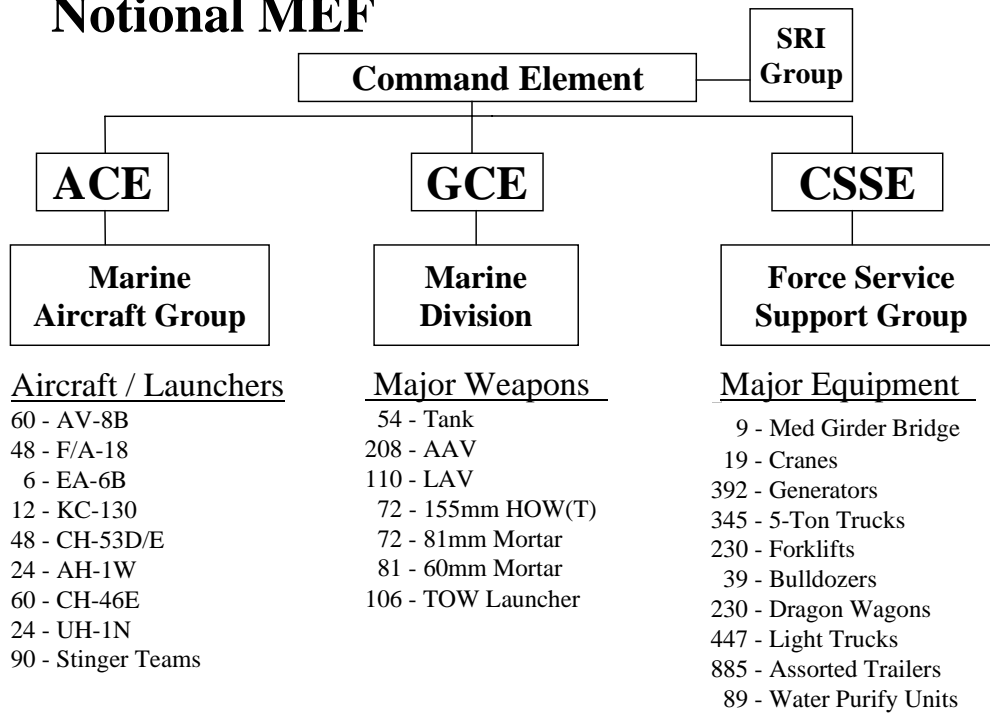 Notional MEF
SRI
Group
Command Element
ACE
GCE
CSSE
Marine
Aircraft Group
Marine
Division
Force Service
Support Group
Aircraft / Launchers
60 - AV-8B
48 - F/A-18
6 - EA-6B
12 - KC-130
48 - CH-53D/E
24 - AH-1W
60 - CH-46E
24 - UH-1N
90 - Stinger Teams
Major Weapons
54 - Tank
208 - AAV
110 - LAV
72 - 155mm HOW(T)
72 - 81mm Mortar
81 - 60mm Mortar
106 - TOW Launcher
Major Equipment
9 - Med Girder Bridge
19 - Cranes
392 - Generators
345 - 5-Ton Trucks
230 - Forklifts
39 - Bulldozers
230 - Dragon Wagons
447 - Light Trucks
885 - Assorted Trailers
89 - Water Purify Units